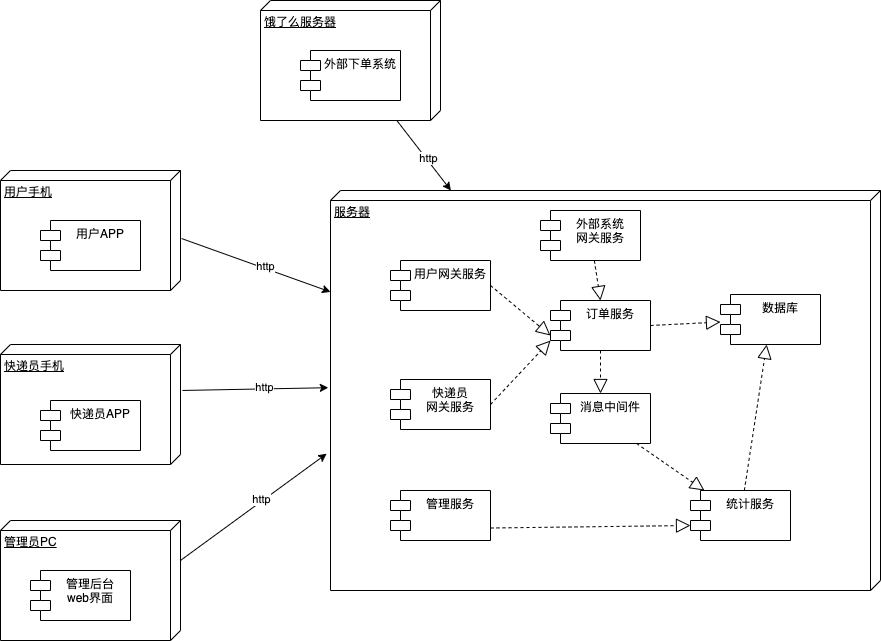 饿了么服务器
外部下单系统
http
用户手机
用户APP
http
快递员手机
快递员APP
http
管理员PC
管理后台
web界面
http
服务器
外部系统
网关服务
用户网关服务
订单服务
数据库
快递员
网关服务
消息中间件
管理服务
统计服务